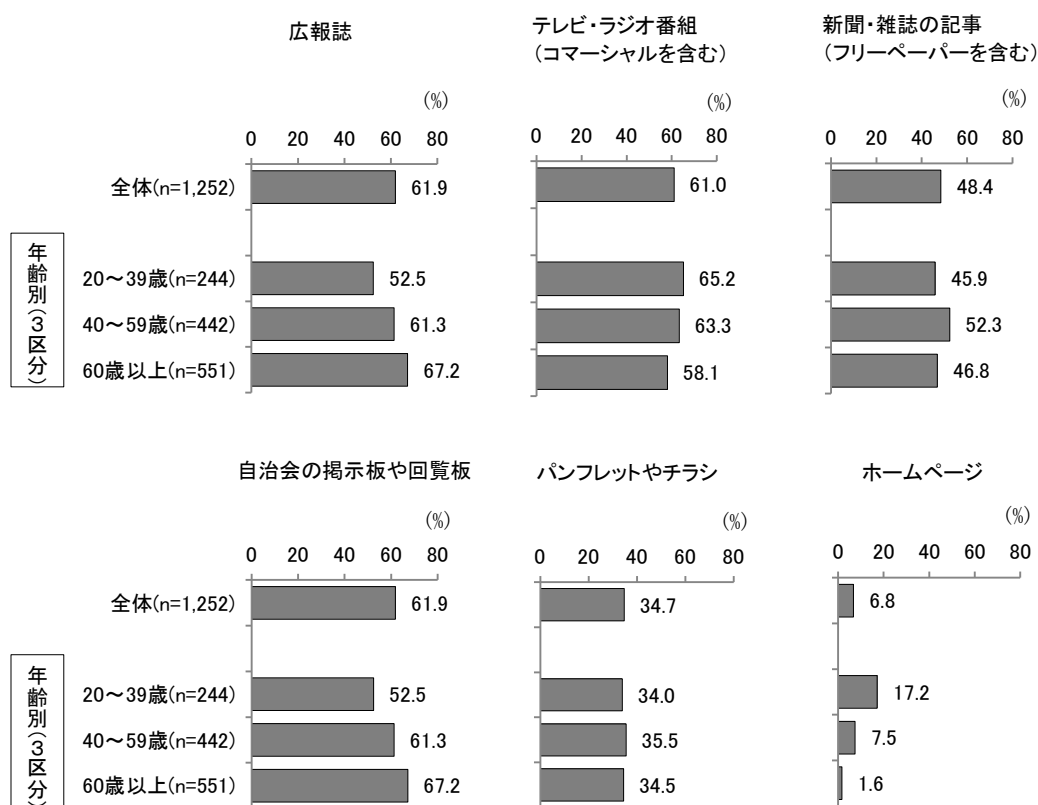 広報誌
テレビ・ラジオ番組
（コマーシャルを含む）
新聞・雑誌の記事
（フリーペーパーを含む）
(%)
(%)
(%)
0 20 40 60 80
0 20 40 60 80
0 20 40 60 80
全体(n=1,252) 61.9 61.0 48.4
年齢別（３区分）
20～39歳(n=244) 52.5 65.2 45.9
40～59歳(n=442) 61.3 63.3 52.3
60歳以上(n=551) 67.2 58.1 46.8
自治会の掲示板や回覧板
パンフレットやチラシ
ホームページ
(%)
(%)
(%)
0 20 40 60 80
0 20 40 60 80
0 20 40 60 80
全体(n=1,252) 61.9 34.7 6.8
年齢別（３区分）
20～39歳(n=244) 52.5 34.0 17.2
40～59歳(n=442) 61.3 35.5 7.5
60歳以上(n=551) 67.2 34.5 1.6